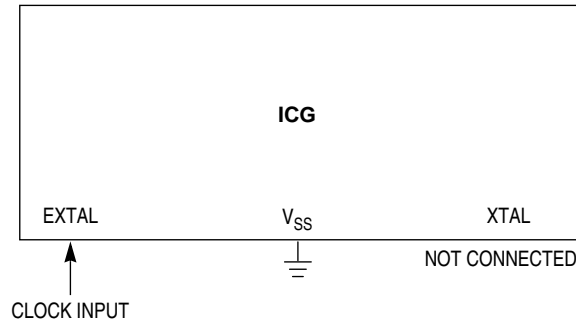 ICG
EXTAL
VSS
XTAL
NOT CONNECTED
CLOCK INPUT